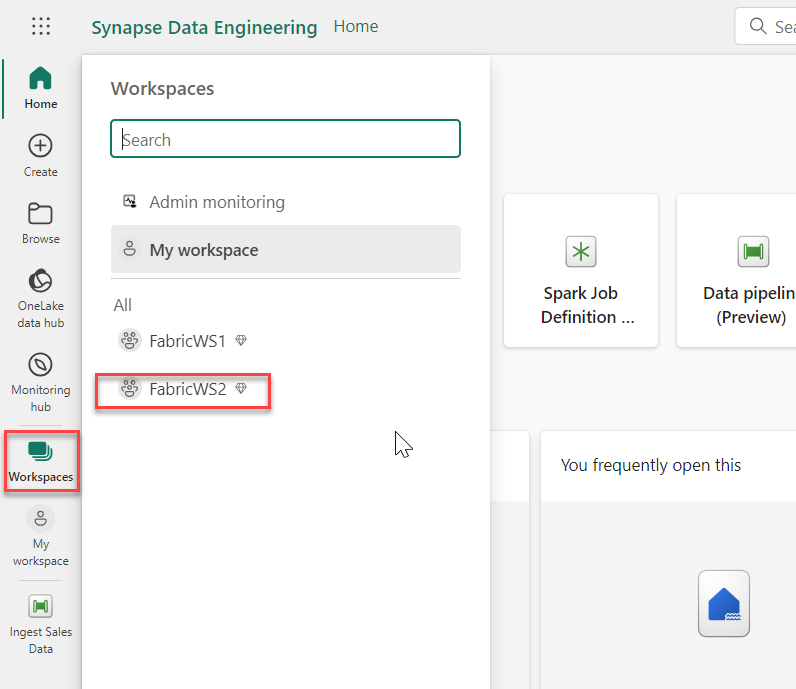 Synapse Data Engineering Home
Sea
Home
Create
Browse
OneLake
data hub
Monitoring
hub
Workspaces
My
workspace
Ingest Sales
Data
Workspaces
Search
Admin monitoring
My workspace
All
FabricWS1
FabricWS2
Spark Job
Definition ...
Data pipelin
(Preview)
You frequently open this